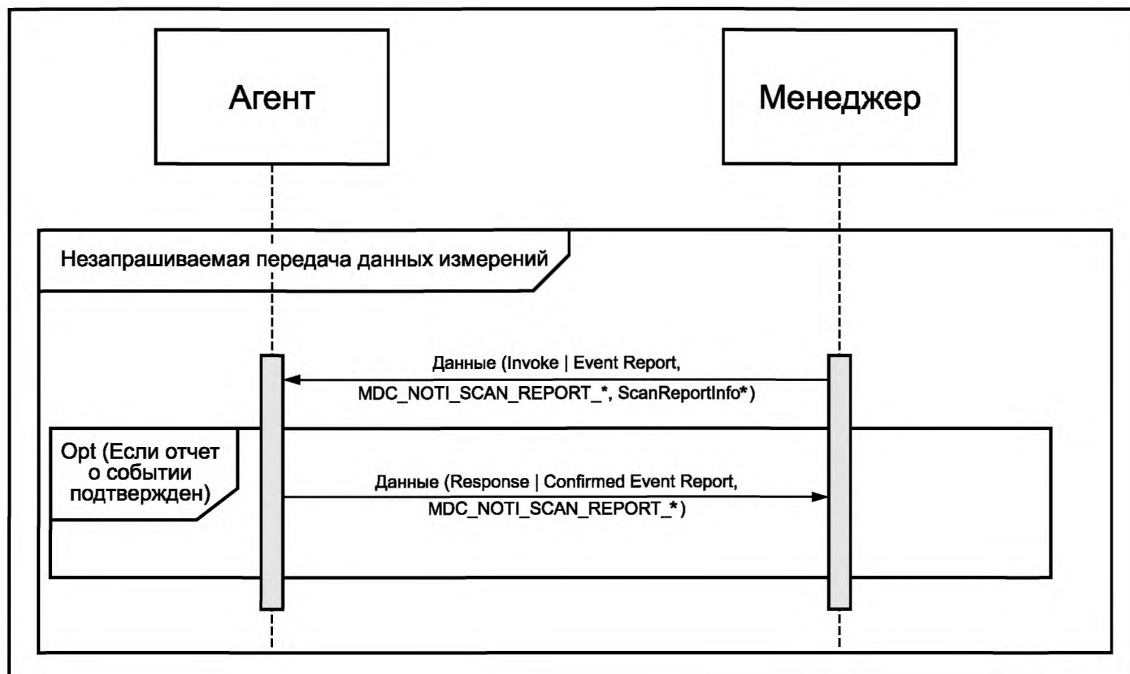 Агент
Менеджер
Незапрашиваемая передача данных измерений
Данные (Invoke | Event Report,
MDC_NOTI_SCAN_REPORT_*, ScanReportInfo*)
Opt (Если отчет
о событии
подтвержден)
Данные (Response | Confirmed Event Report,
MDC_NOTI_SCAN_REPORT_*)